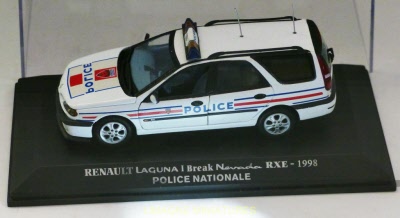 POLICE
POLICE
RENAULT LAGUNA I Break Nevada RXE - 1998
POLICE NATIONALE